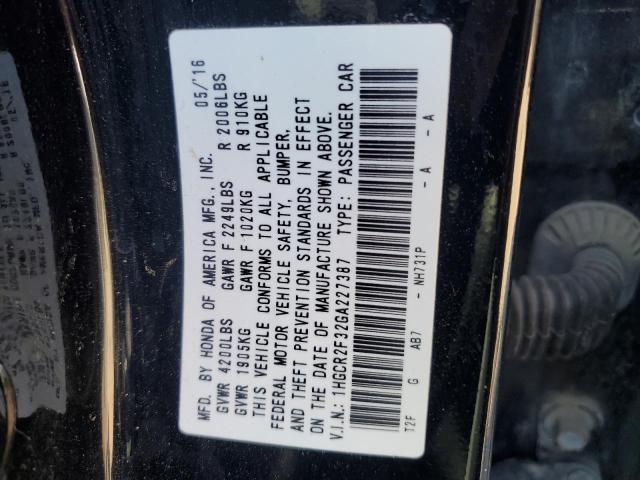 MFD. BY HONDA OF AMERICA MFG., INC. 05/'16
GVWR 4200LBS GAWR F 2249LBS R 2006LBS
GVWR 1905KG GAWR F 1020KG R 910KG
THIS VEHICLE CONFORMS TO ALL APPLICABLE
FEDERAL MOTOR VEHICLE SAFETY, BUMPER,
AND THEFT PREVENTION STANDARDS IN EFFECT
ON THE DATE OF MANUFACTURE SHOWN ABOVE.
V.I.N.: 1HGCR2F32GA227387 TYPE: PASSENGER CAR
T2F G AB7 - NH731P - A - A